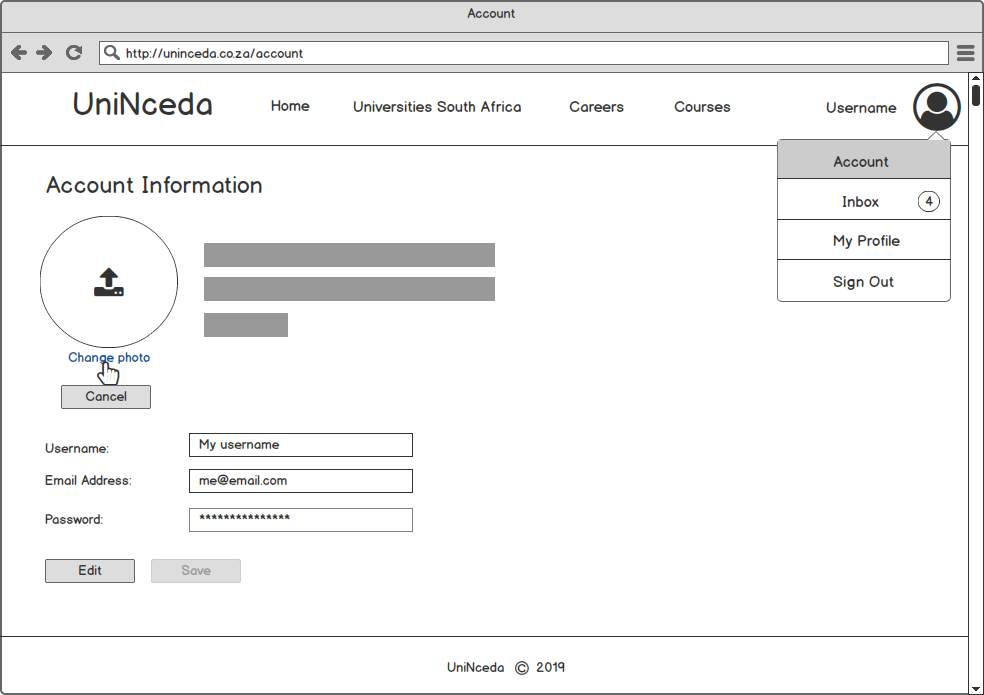 Account
http://uninceda.co.za/account
UniNceda Home Universities South Africa Careers Courses Username
Account
Inbox 4
My Profile
Sign Out
Account Information
Change photo
Cancel
Username: My username
Email Address: me@email.com
Password: ***************
Edit Save
UniNceda © 2019